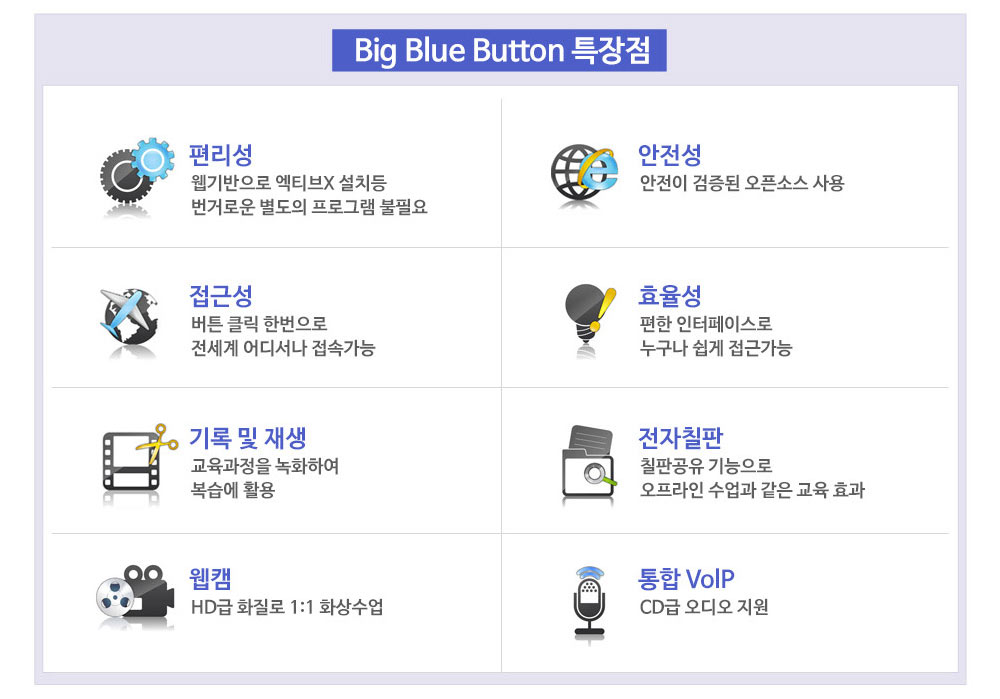 Big Blue Button 특장점
편리성
웹기반으로 엑티브X 설치등
번거로운 별도의 프로그램 불필요
안전성
안전이 검증된 오픈소스 사용
접근성
버튼 클릭 한번으로
전세계 어디서나 접속가능
효율성
편한 인터페이스로
누구나 쉽게 접근가능
기록 및 재생
교육과정을 녹화하여
복습에 활용
전자칠판
칠판공유 기능으로
오프라인 수업과 같은 교육 효과
웹캠
HD급 화질로 1:1 화상수업
통합 VoIP
CD급 오디오 지원